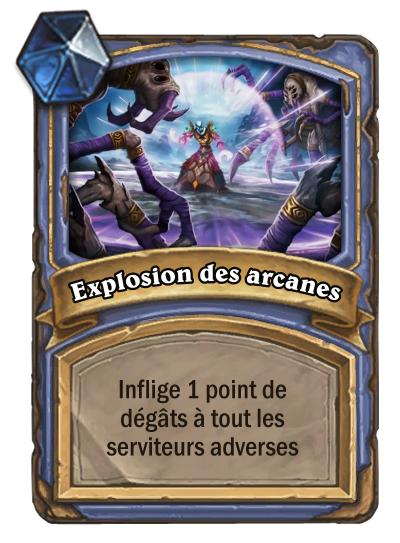 Explosion des arcanes
Inflige 1 point de
dégâts à tout les
serviteurs adverses